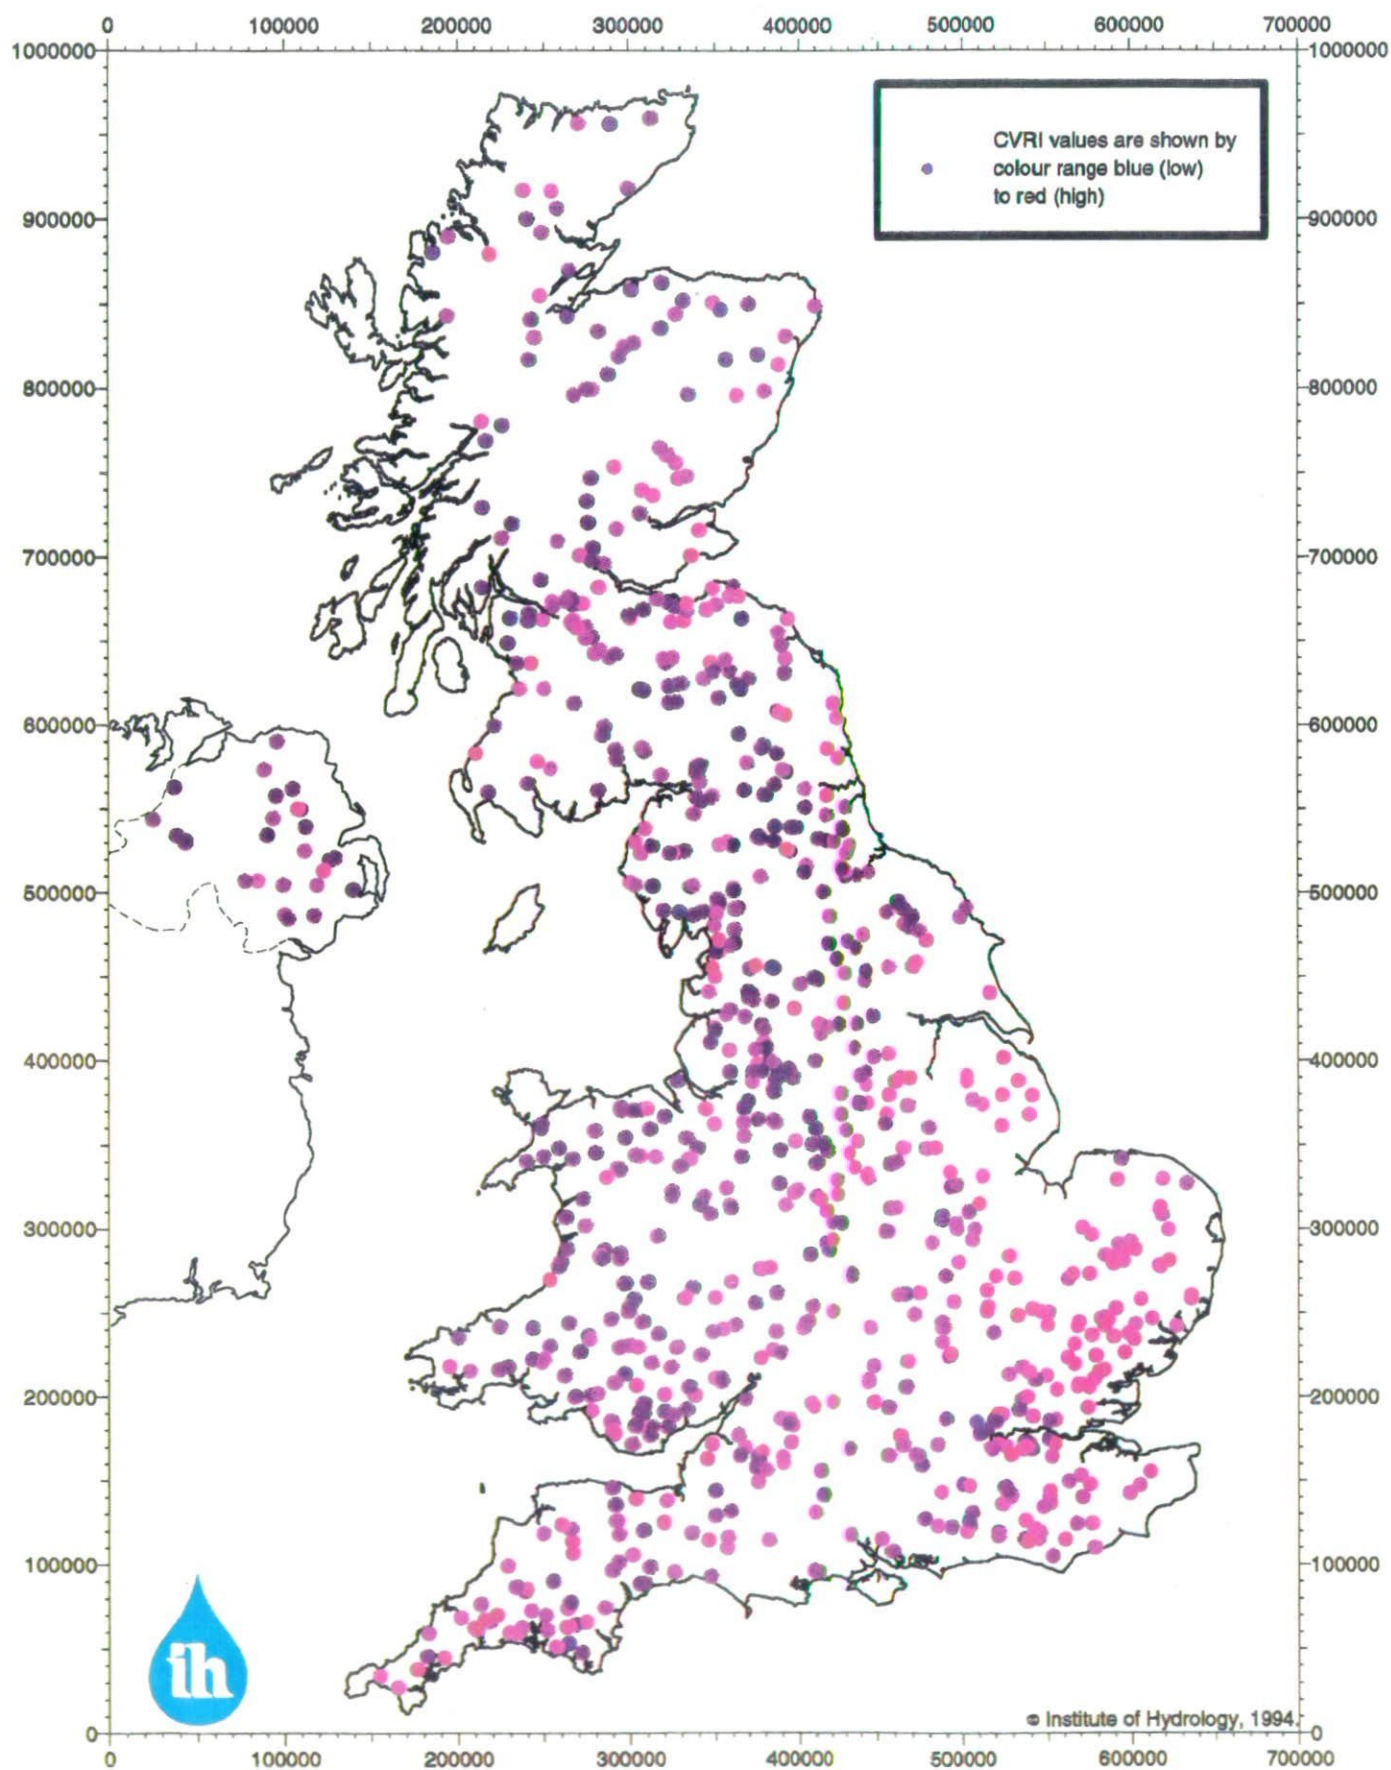 0 100000 200000 300000 400000 500000 600000 700000
1000000 1000000
CVRI values are shown by
colour range blue (low)
to red (high)
900000 900000
800000 800000
700000 700000
600000 600000
500000 500000
400000 400000
300000 300000
200000 200000
100000 100000
ih
© Institute of Hydrology, 1994.
0 0
0 100000 200000 300000 400000 500000 600000 700000